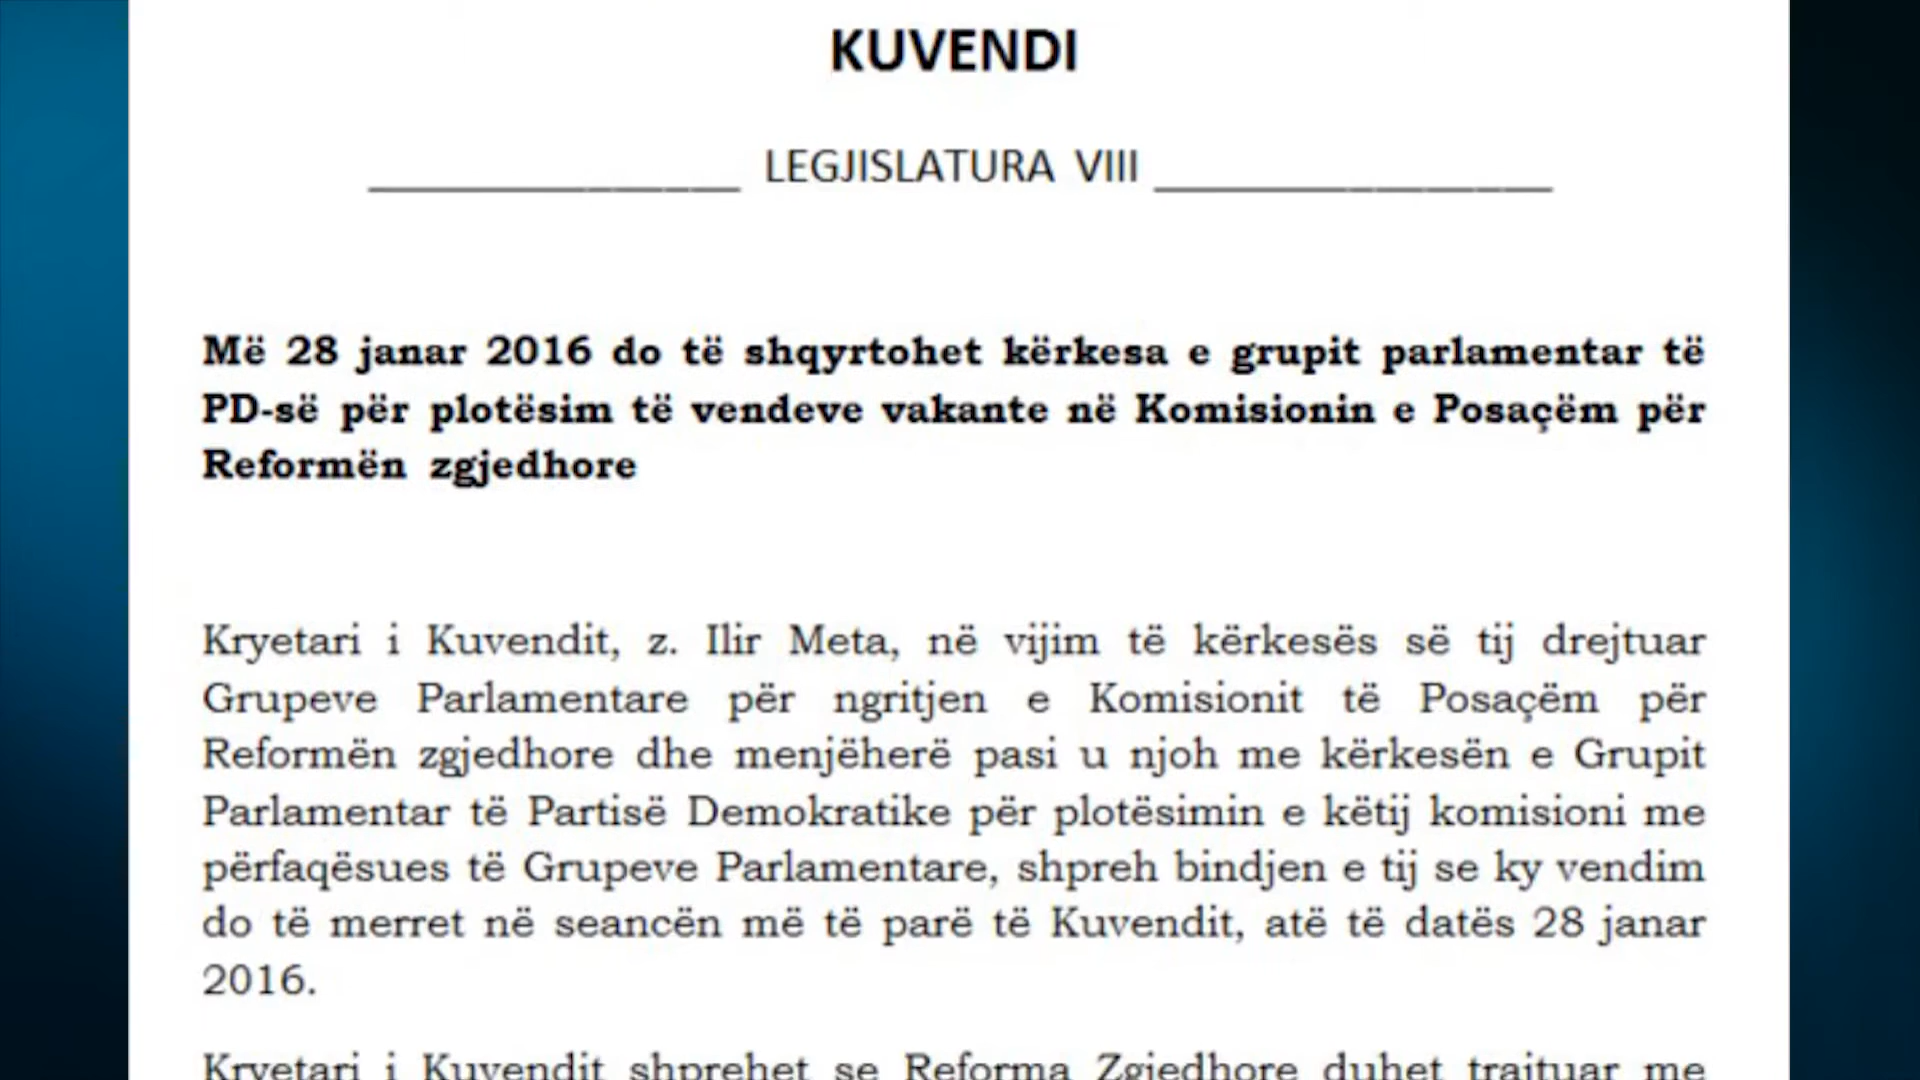 KUVENDI
LEGJISLATURA VIII
Më 28 janar 2016 do të shqyrtohet kërkesa e grupit parlamentar të
PD-së për plotësim të vendeve vakante në Komisionin e Posaçëm për
Reformën zgjedhore
Kryetari i Kuvendit, z. Ilir Meta, në vijim të kërkesës së tij drejtuar
Grupeve Parlamentare për ngritjen e Komisionit të Posaçëm për
Reformën zgjedhore dhe menjëherë pasi u njoh me kërkesën e Grupit
Parlamentar të Partisë Demokratike për plotësimin e këtij komisioni me
përfaqësues të Grupeve Parlamentare, shpreh bindjen e tij se ky vendim
do të merret në seancën më të parë të Kuvendit, atë të datës 28 janar
2016.
Kryetari i Kuvendit shprehet se Reforma Zgjedhore duhet trajtuar me